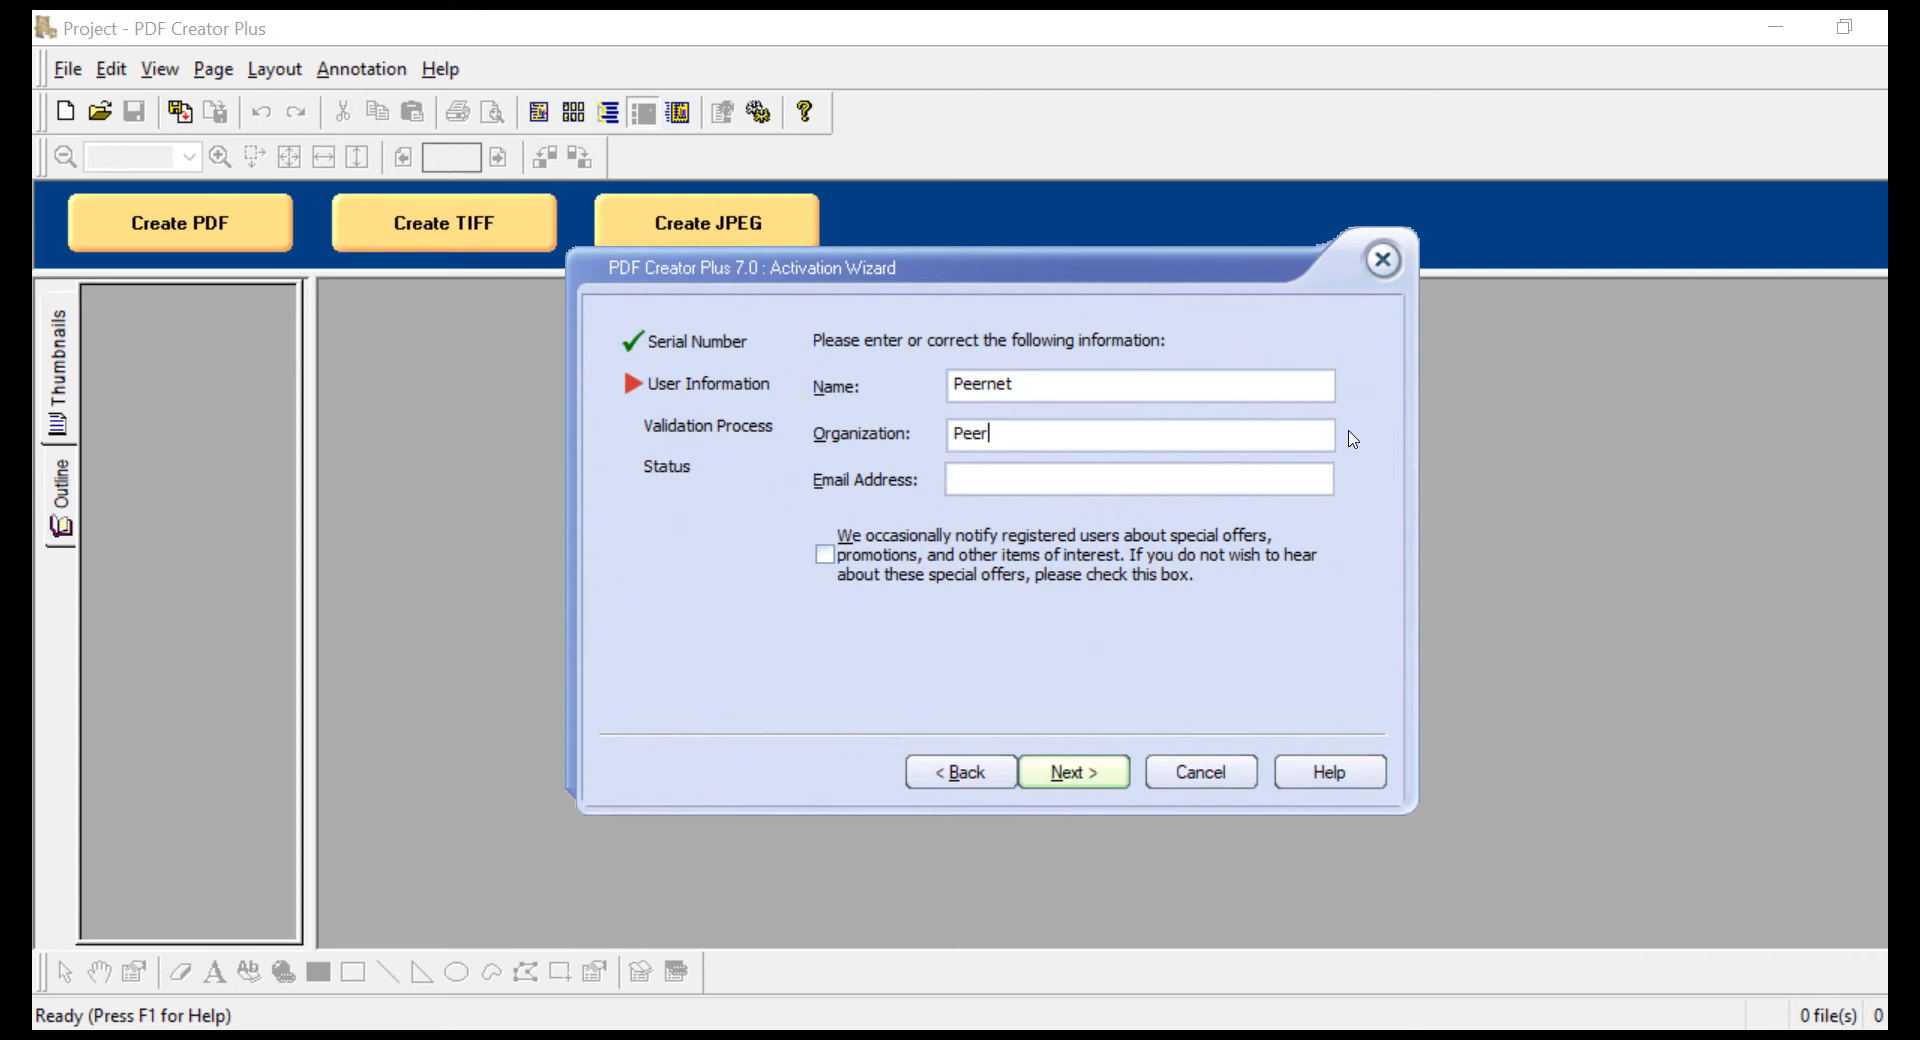 Project - PDF Creator Plus
File Edit View Page Layout Annotation Help
Create PDF
Create TIFF
Create JPEG
Thumbnails
Outline
PDF Creator Plus 7.0 : Activation Wizard
Serial Number
User Information
Validation Process
Status
Please enter or correct the following information:
Name: Peernet
Organization: Peer
Email Address:
We occasionally notify registered users about special offers,
promotions, and other items of interest. If you do not wish to hear
about these special offers, please check this box.
< Back
Next >
Cancel
Help
Ready (Press F1 for Help)
0 file(s)
0